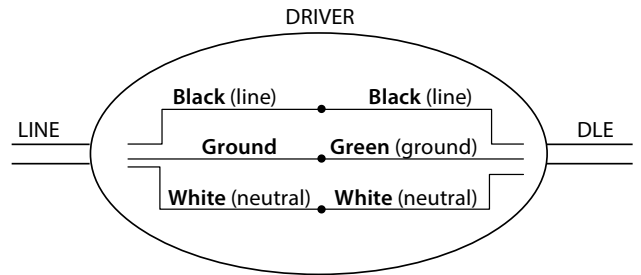 DRIVER
Black (line) Black (line)
LINE DLE
Ground Green (ground)
White (neutral) White (neutral)